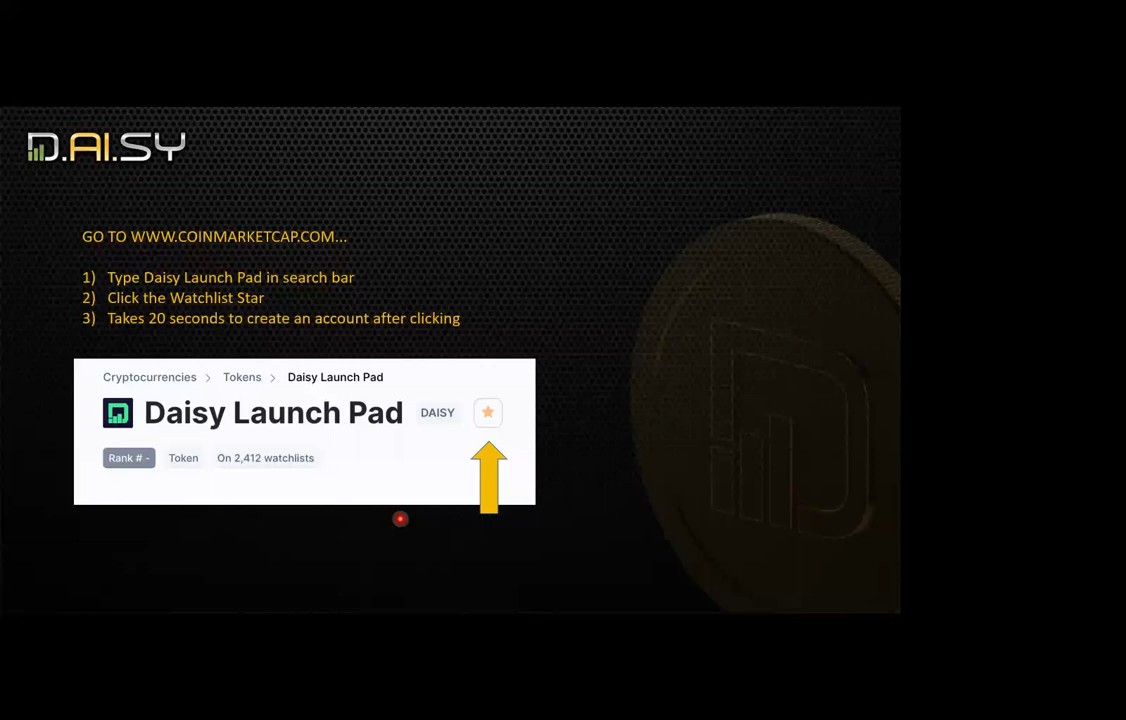 D.AI.SY
GO TO WWW.COINMARKETCAP.COM...
1) Type Daisy Launch Pad in search bar
2) Click the Watchlist Star
3) Takes 20 seconds to create an account after clicking
Cryptocurrencies > Tokens > Daisy Launch Pad
Daisy Launch Pad DAISY
Rank # - Token On 2,412 watchlists